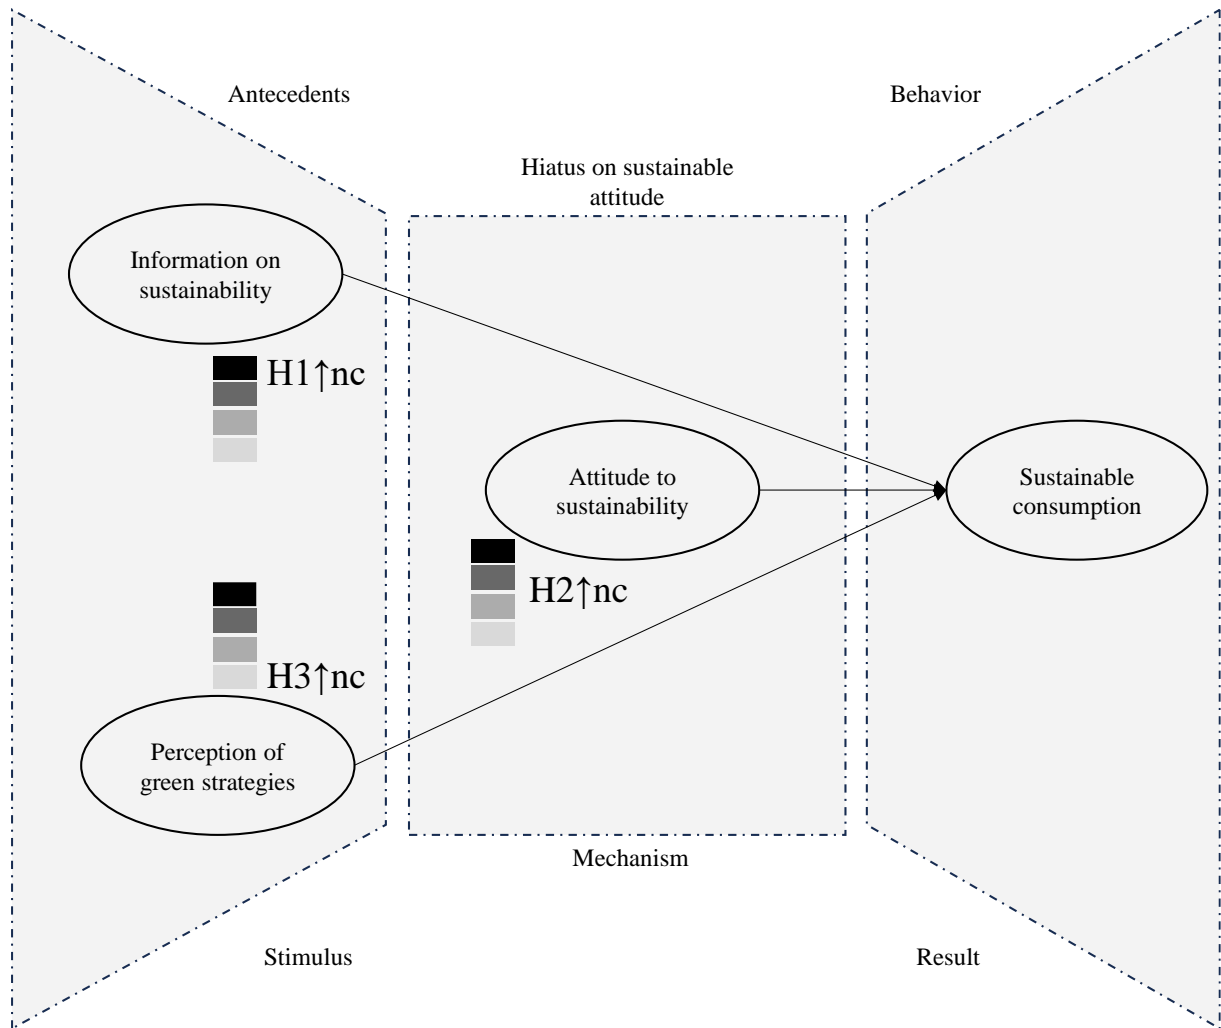 Antecedents
Behavior
Hiatus on sustainable
attitude
Information on
sustainability
H1↑nc
Attitude to
sustainability
Sustainable
consumption
H2↑nc
H3↑nc
Perception of
green strategies
Mechanism
Stimulus
Result